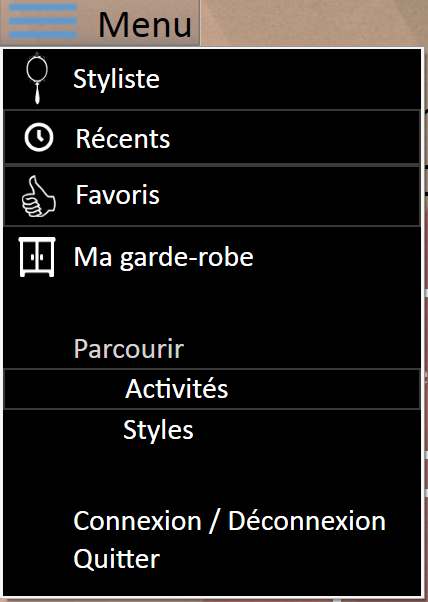 Menu
Styliste
Récents
Favoris
Ma garde-robe
Parcourir
Activités
Styles
Connexion / Déconnexion
Quitter